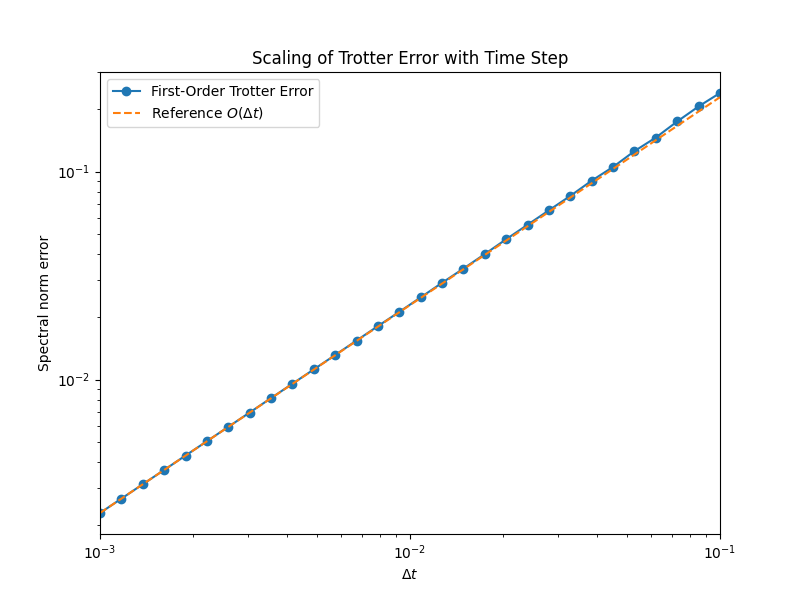 Scaling of Trotter Error with Time Step
First-Order Trotter Error
Reference O(Δt)
Spectral norm error
10⁻¹
10⁻²
10⁻³
10⁻²
10⁻¹
Δt